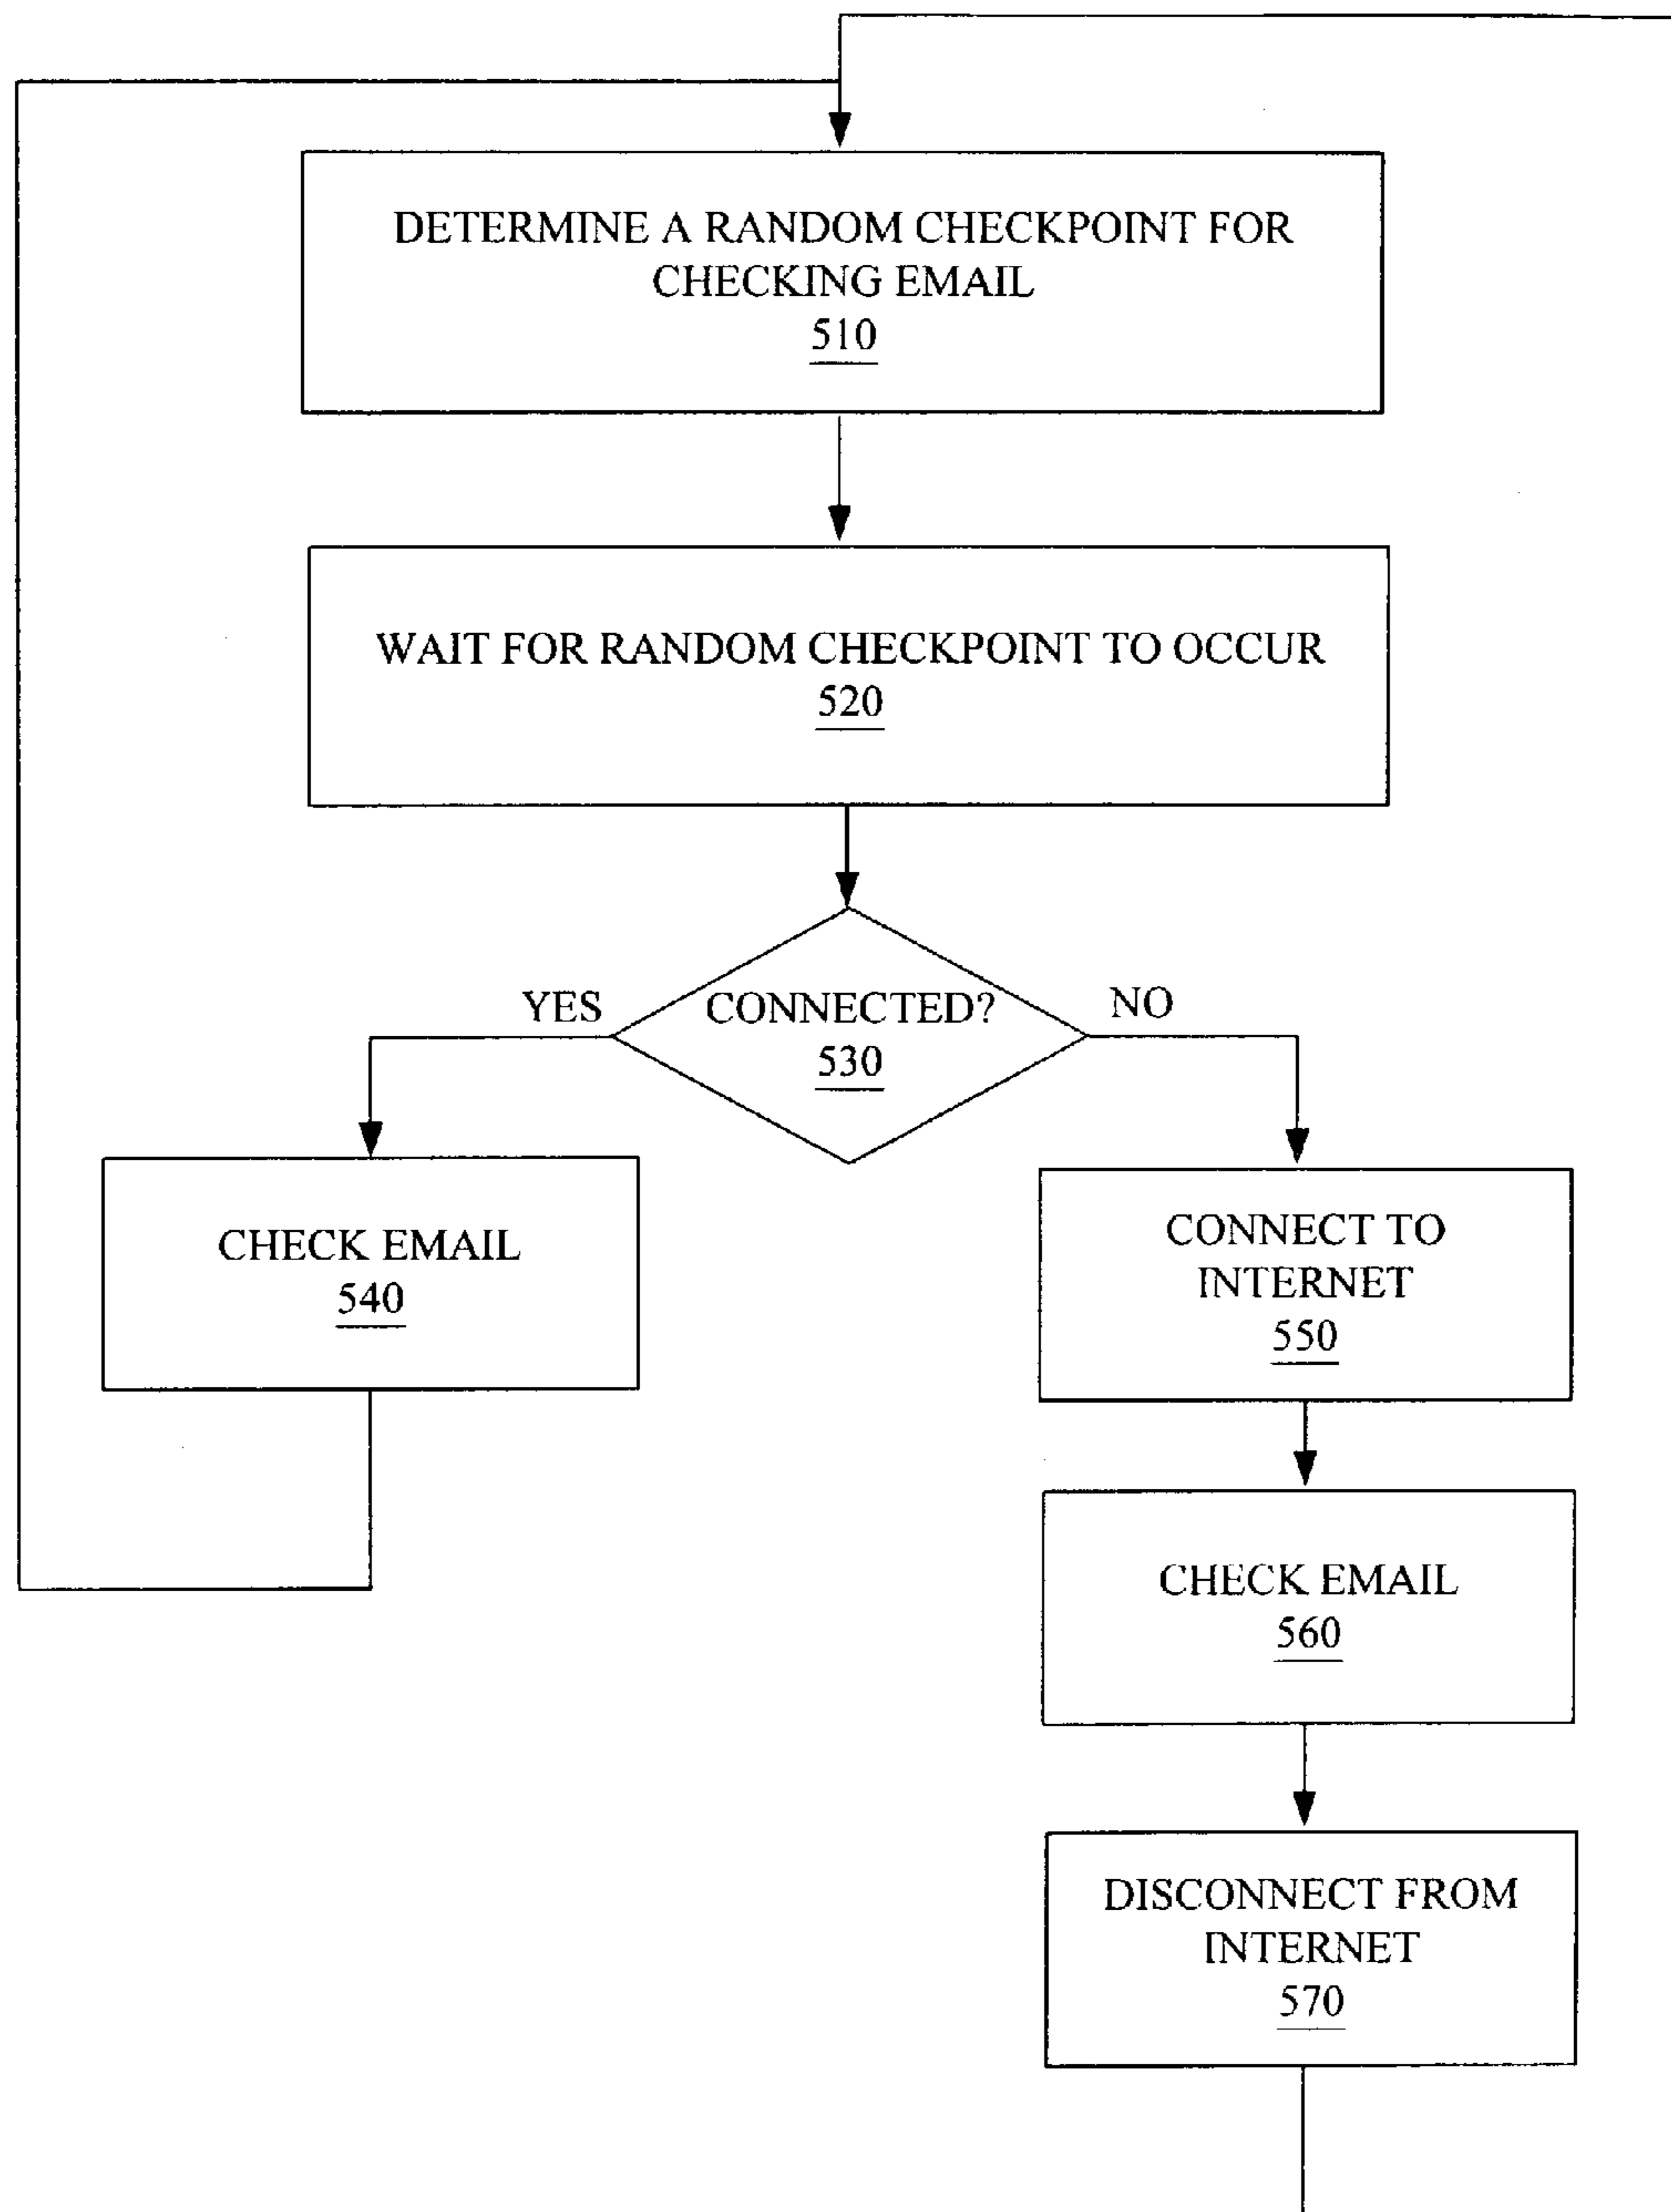 DETERMINE A RANDOM CHECKPOINT FOR
CHECKING EMAIL
510
WAIT FOR RANDOM CHECKPOINT TO OCCUR
520
YES
CONNECTED?
530
NO
CHECK EMAIL
540
CONNECT TO
INTERNET
550
CHECK EMAIL
560
DISCONNECT FROM
INTERNET
570